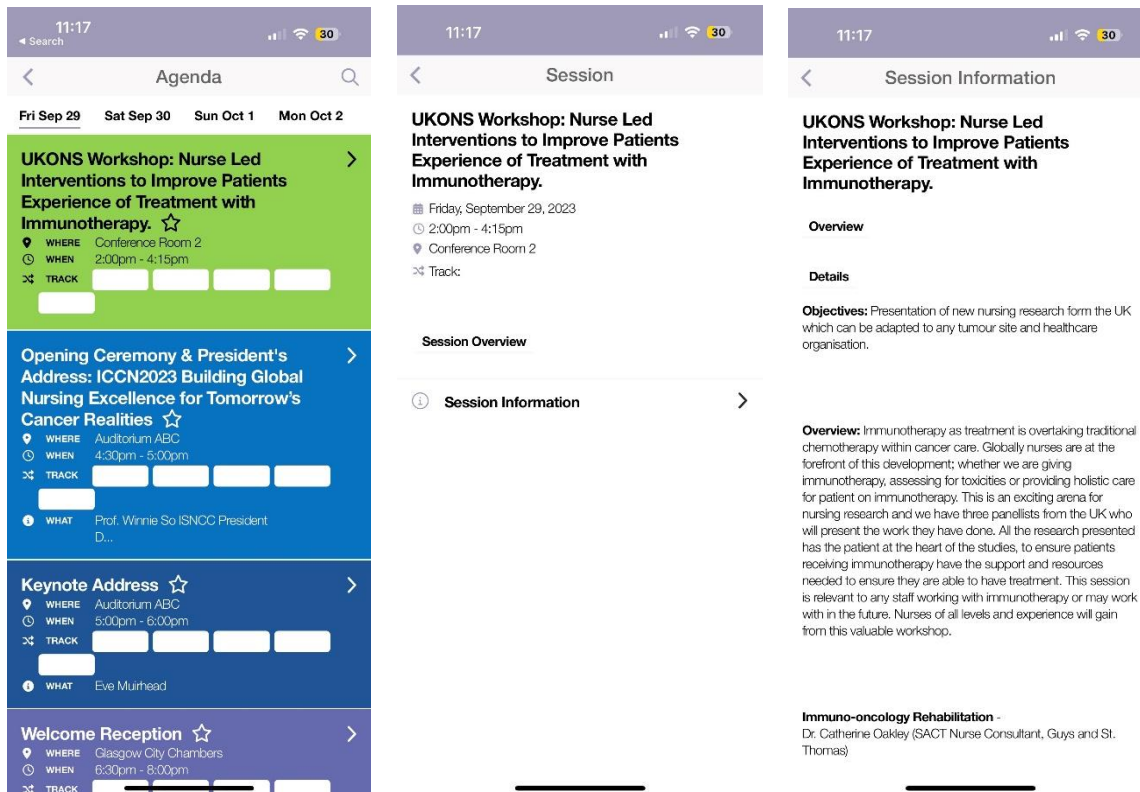 11:17
◄ Search
30
Agenda
Fri Sep 29 Sat Sep 30 Sun Oct 1 Mon Oct 2
UKONS Workshop: Nurse Led
Interventions to Improve Patients
Experience of Treatment with
Immunotherapy.
WHERE Conference Room 2
WHEN 2:00pm - 4:15pm
TRACK
Opening Ceremony & President's
Address: ICCN2023 Building Global
Nursing Excellence for Tomorrow's
Cancer Realities
WHERE Auditorium ABC
WHEN 4:30pm - 5:00pm
TRACK
WHAT Prof. Winnie So ISNCC President
D...
Keynote Address
WHERE Auditorium ABC
WHEN 5:00pm - 6:00pm
TRACK
WHAT Eve Muirhead
Welcome Reception
WHERE Glasgow City Chambers
WHEN 6:30pm - 8:00pm
TRACK
11:17
30
Session
UKONS Workshop: Nurse Led
Interventions to Improve Patients
Experience of Treatment with
Immunotherapy.
Friday, September 29, 2023
2:00pm - 4:15pm
Conference Room 2
Track:
Session Overview
Session Information
11:17
30
Session Information
UKONS Workshop: Nurse Led
Interventions to Improve Patients
Experience of Treatment with
Immunotherapy.
Overview
Details
Objectives: Presentation of new nursing research form the UK
which can be adapted to any tumour site and healthcare
organisation.
Overview: Immunotherapy as treatment is overtaking traditional
chemotherapy within cancer care. Globally nurses are at the
forefront of this development; whether we are giving
immunotherapy, assessing for toxicities or providing holistic care
for patient on immunotherapy. This is an exciting arena for
nursing research and we have three panellists from the UK who
will present the work they have done. All the research presented
has the patient at the heart of the studies, to ensure patients
receiving immunotherapy have the support and resources
needed to ensure they are able to have treatment. This session
is relevant to any staff working with immunotherapy or may work
with in the future. Nurses of all levels and experience will gain
from this valuable workshop.
Immuno-oncology Rehabilitation -
Dr. Catherine Oakley (SACT Nurse Consultant, Guys and St.
Thomas)